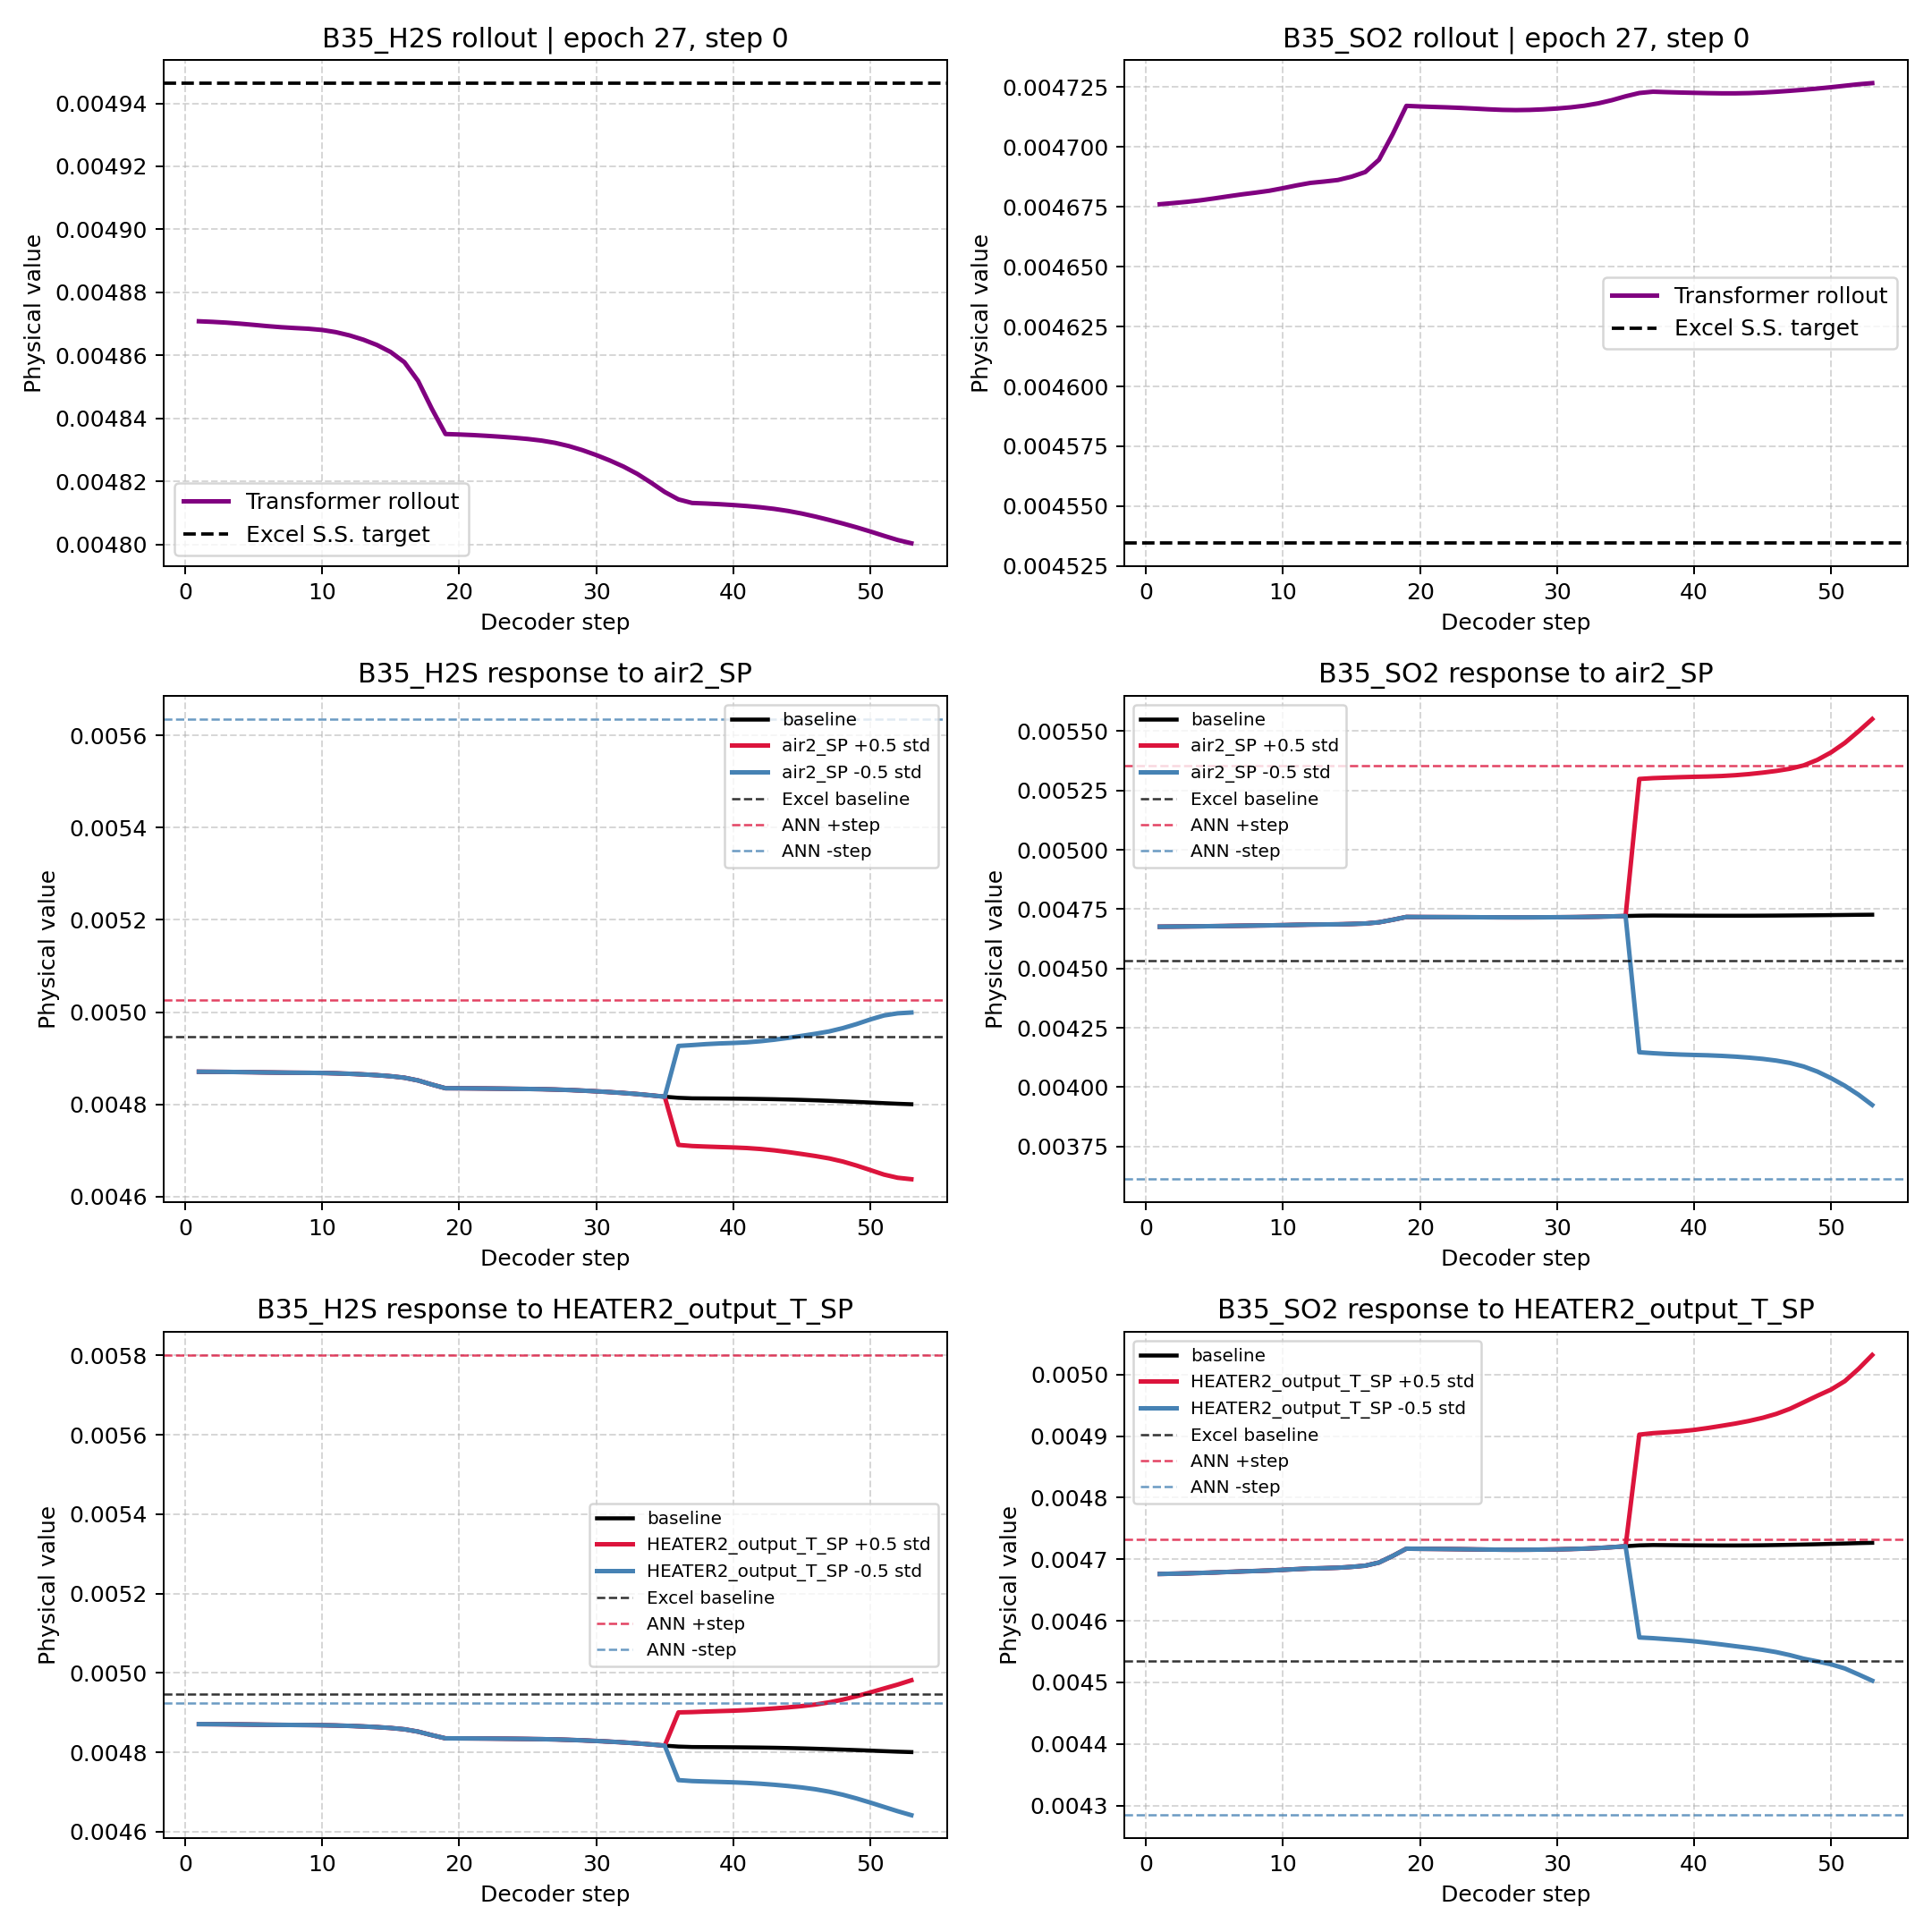 B35_H2S rollout | epoch 27, step 0
Physical value
0.00494
0.00492
0.00490
0.00488
0.00486
0.00484
0.00482
0.00480
Transformer rollout
Excel S.S. target
0 10 20 30 40 50
Decoder step
B35_SO2 rollout | epoch 27, step 0
Physical value
0.004725
0.004700
0.004675
0.004650
0.004625
0.004600
0.004575
0.004550
0.004525
Transformer rollout
Excel S.S. target
0 10 20 30 40 50
Decoder step
B35_H2S response to air2_SP
Physical value
0.0056
0.0054
0.0052
0.0050
0.0048
0.0046
baseline
air2_SP +0.5 std
air2_SP -0.5 std
Excel baseline
ANN +step
ANN -step
0 10 20 30 40 50
Decoder step
B35_SO2 response to air2_SP
Physical value
0.00550
0.00525
0.00500
0.00475
0.00450
0.00425
0.00400
0.00375
baseline
air2_SP +0.5 std
air2_SP -0.5 std
Excel baseline
ANN +step
ANN -step
0 10 20 30 40 50
Decoder step
B35_H2S response to HEATER2_output_T_SP
Physical value
0.0058
0.0056
0.0054
0.0052
0.0050
0.0048
0.0046
baseline
HEATER2_output_T_SP +0.5 std
HEATER2_output_T_SP -0.5 std
Excel baseline
ANN +step
ANN -step
0 10 20 30 40 50
Decoder step
B35_SO2 response to HEATER2_output_T_SP
Physical value
0.0050
0.0049
0.0048
0.0047
0.0046
0.0045
0.0044
0.0043
baseline
HEATER2_output_T_SP +0.5 std
HEATER2_output_T_SP -0.5 std
Excel baseline
ANN +step
ANN -step
0 10 20 30 40 50
Decoder step